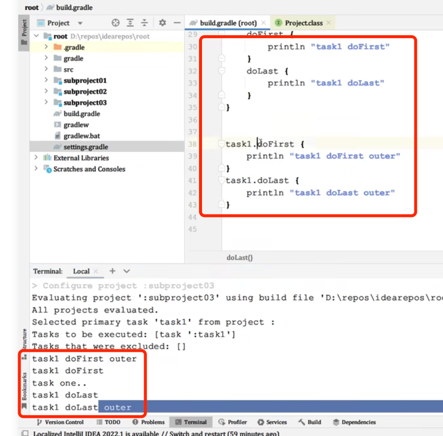 root build.gradle
Project
build.gradle (root)
Project.class
Project
root D:\repos\idearepos\root
.gradle
gradle
src
subproject01
subproject02
subproject03
build.gradle
gradlew
gradlew.bat
settings.gradle
External Libraries
Scratches and Consoles
29 doFirst {
30 println "task1 doFirst"
31 }
32 doLast {
33 println "task1 doLast"
34 }
35 }
36
37
38 task1.doFirst {
39 println "task1 doFirst outer"
40 }
41 task1.doLast {
42 println "task1 doLast outer"
43 }
44
45
doLast{}
Terminal: Local
> Configure project :subproject03
Evaluating project ':subproject03' using build file 'D:\repos\idearepos\roo
All projects evaluated.
Selected primary task 'task1' from project :
Tasks to be executed: [task ':task1']
Tasks that were excluded: []
task1 doFirst outer
task1 doFirst
task one..
task1 doLast
task1 doLast outer
Structure
Bookmarks
Version Control TODO Problems Terminal Profiler Services Build Dependencies
Localized IntelliJ IDEA 2022.1 is available // Switch and restart (59 minutes ago)